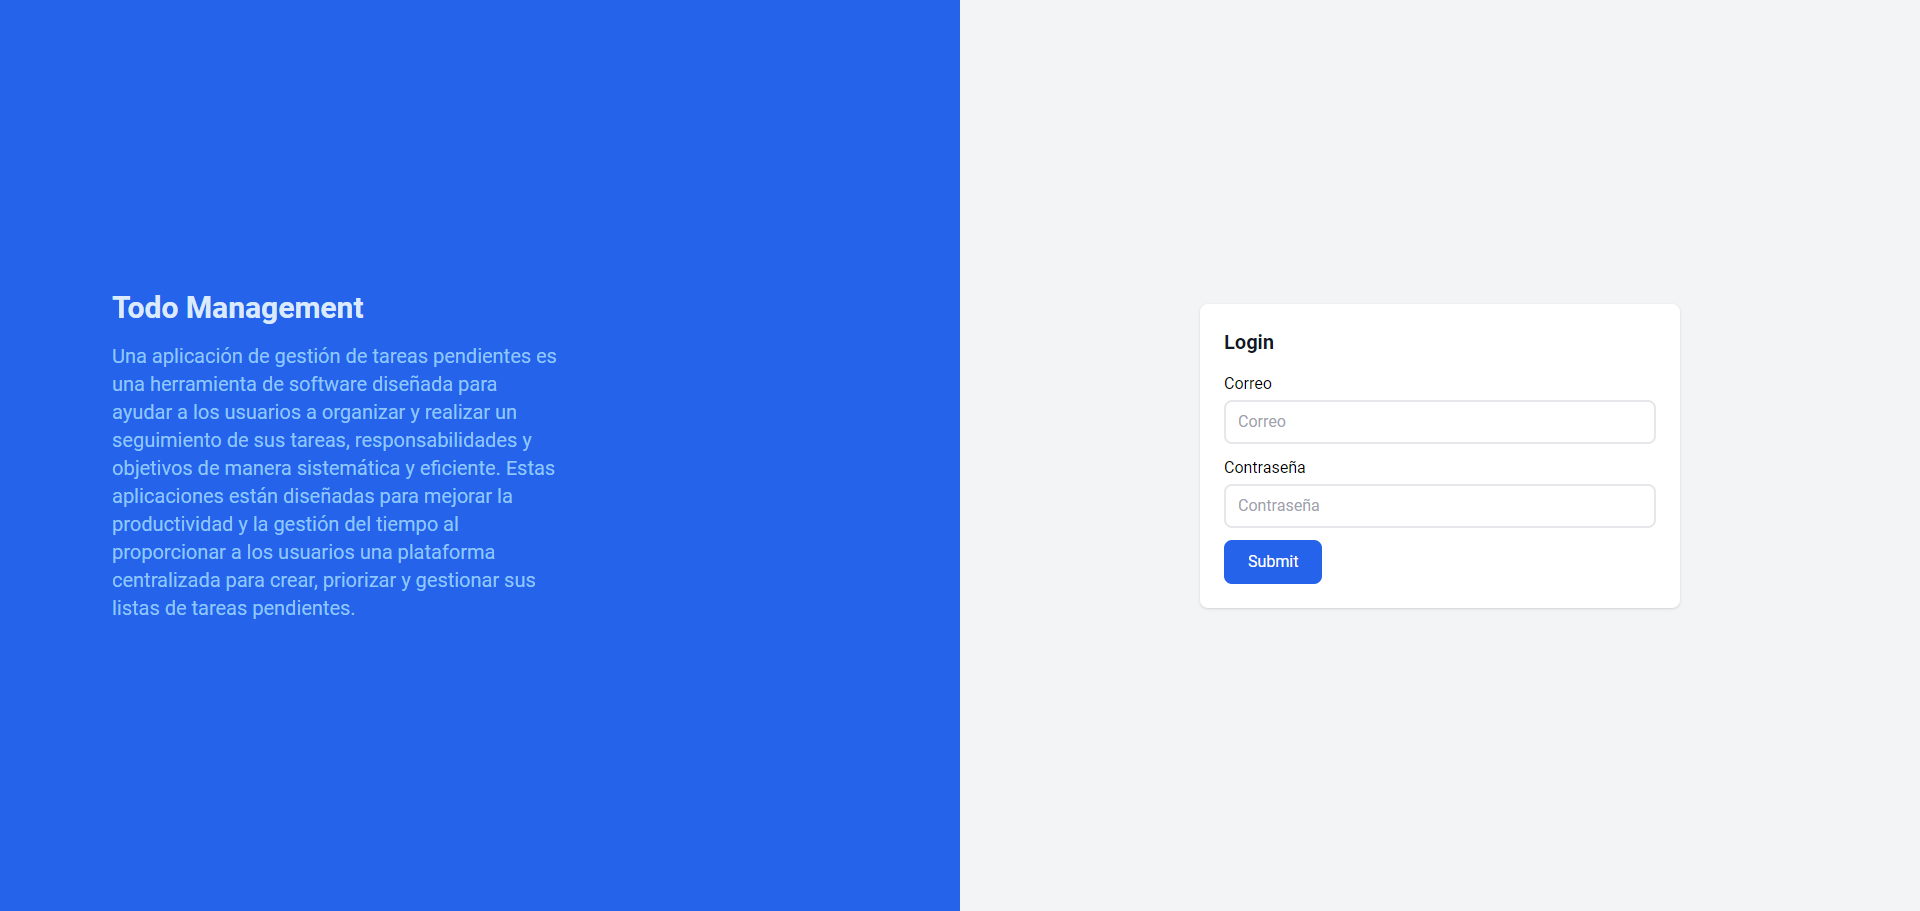 Todo Management
Una aplicación de gestión de tareas pendientes es
una herramienta de software diseñada para
ayudar a los usuarios a organizar y realizar un
seguimiento de sus tareas, responsabilidades y
objetivos de manera sistemática y eficiente. Estas
aplicaciones están diseñadas para mejorar la
productividad y la gestión del tiempo al
proporcionar a los usuarios una plataforma
centralizada para crear, priorizar y gestionar sus
listas de tareas pendientes.
Login
Correo
Correo
Contraseña
Contraseña
Submit